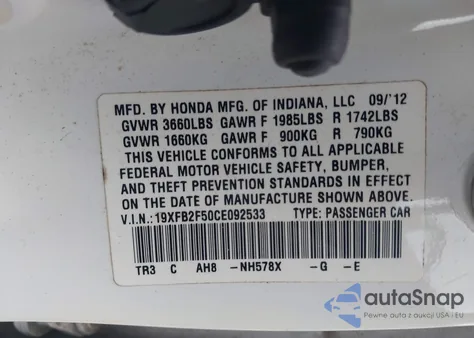 MFD. BY HONDA MFG. OF INDIANA, LLC 09/'12
GVWR 3660LBS GAWR F 1985LBS R 1742LBS
GVWR 1660KG GAWR F 900KG R 790KG
THIS VEHICLE CONFORMS TO ALL APPLICABLE
FEDERAL MOTOR VEHICLE SAFETY, BUMPER,
AND THEFT PREVENTION STANDARDS IN EFFECT
ON THE DATE OF MANUFACTURE SHOWN ABOVE.
V.I.N.:19XFB2F50CE092533 TYPE: PASSENGER CAR
TR3 C AH8 -NH578X -G -E
autoSnap
Pewne auta z aukcji USA i EU